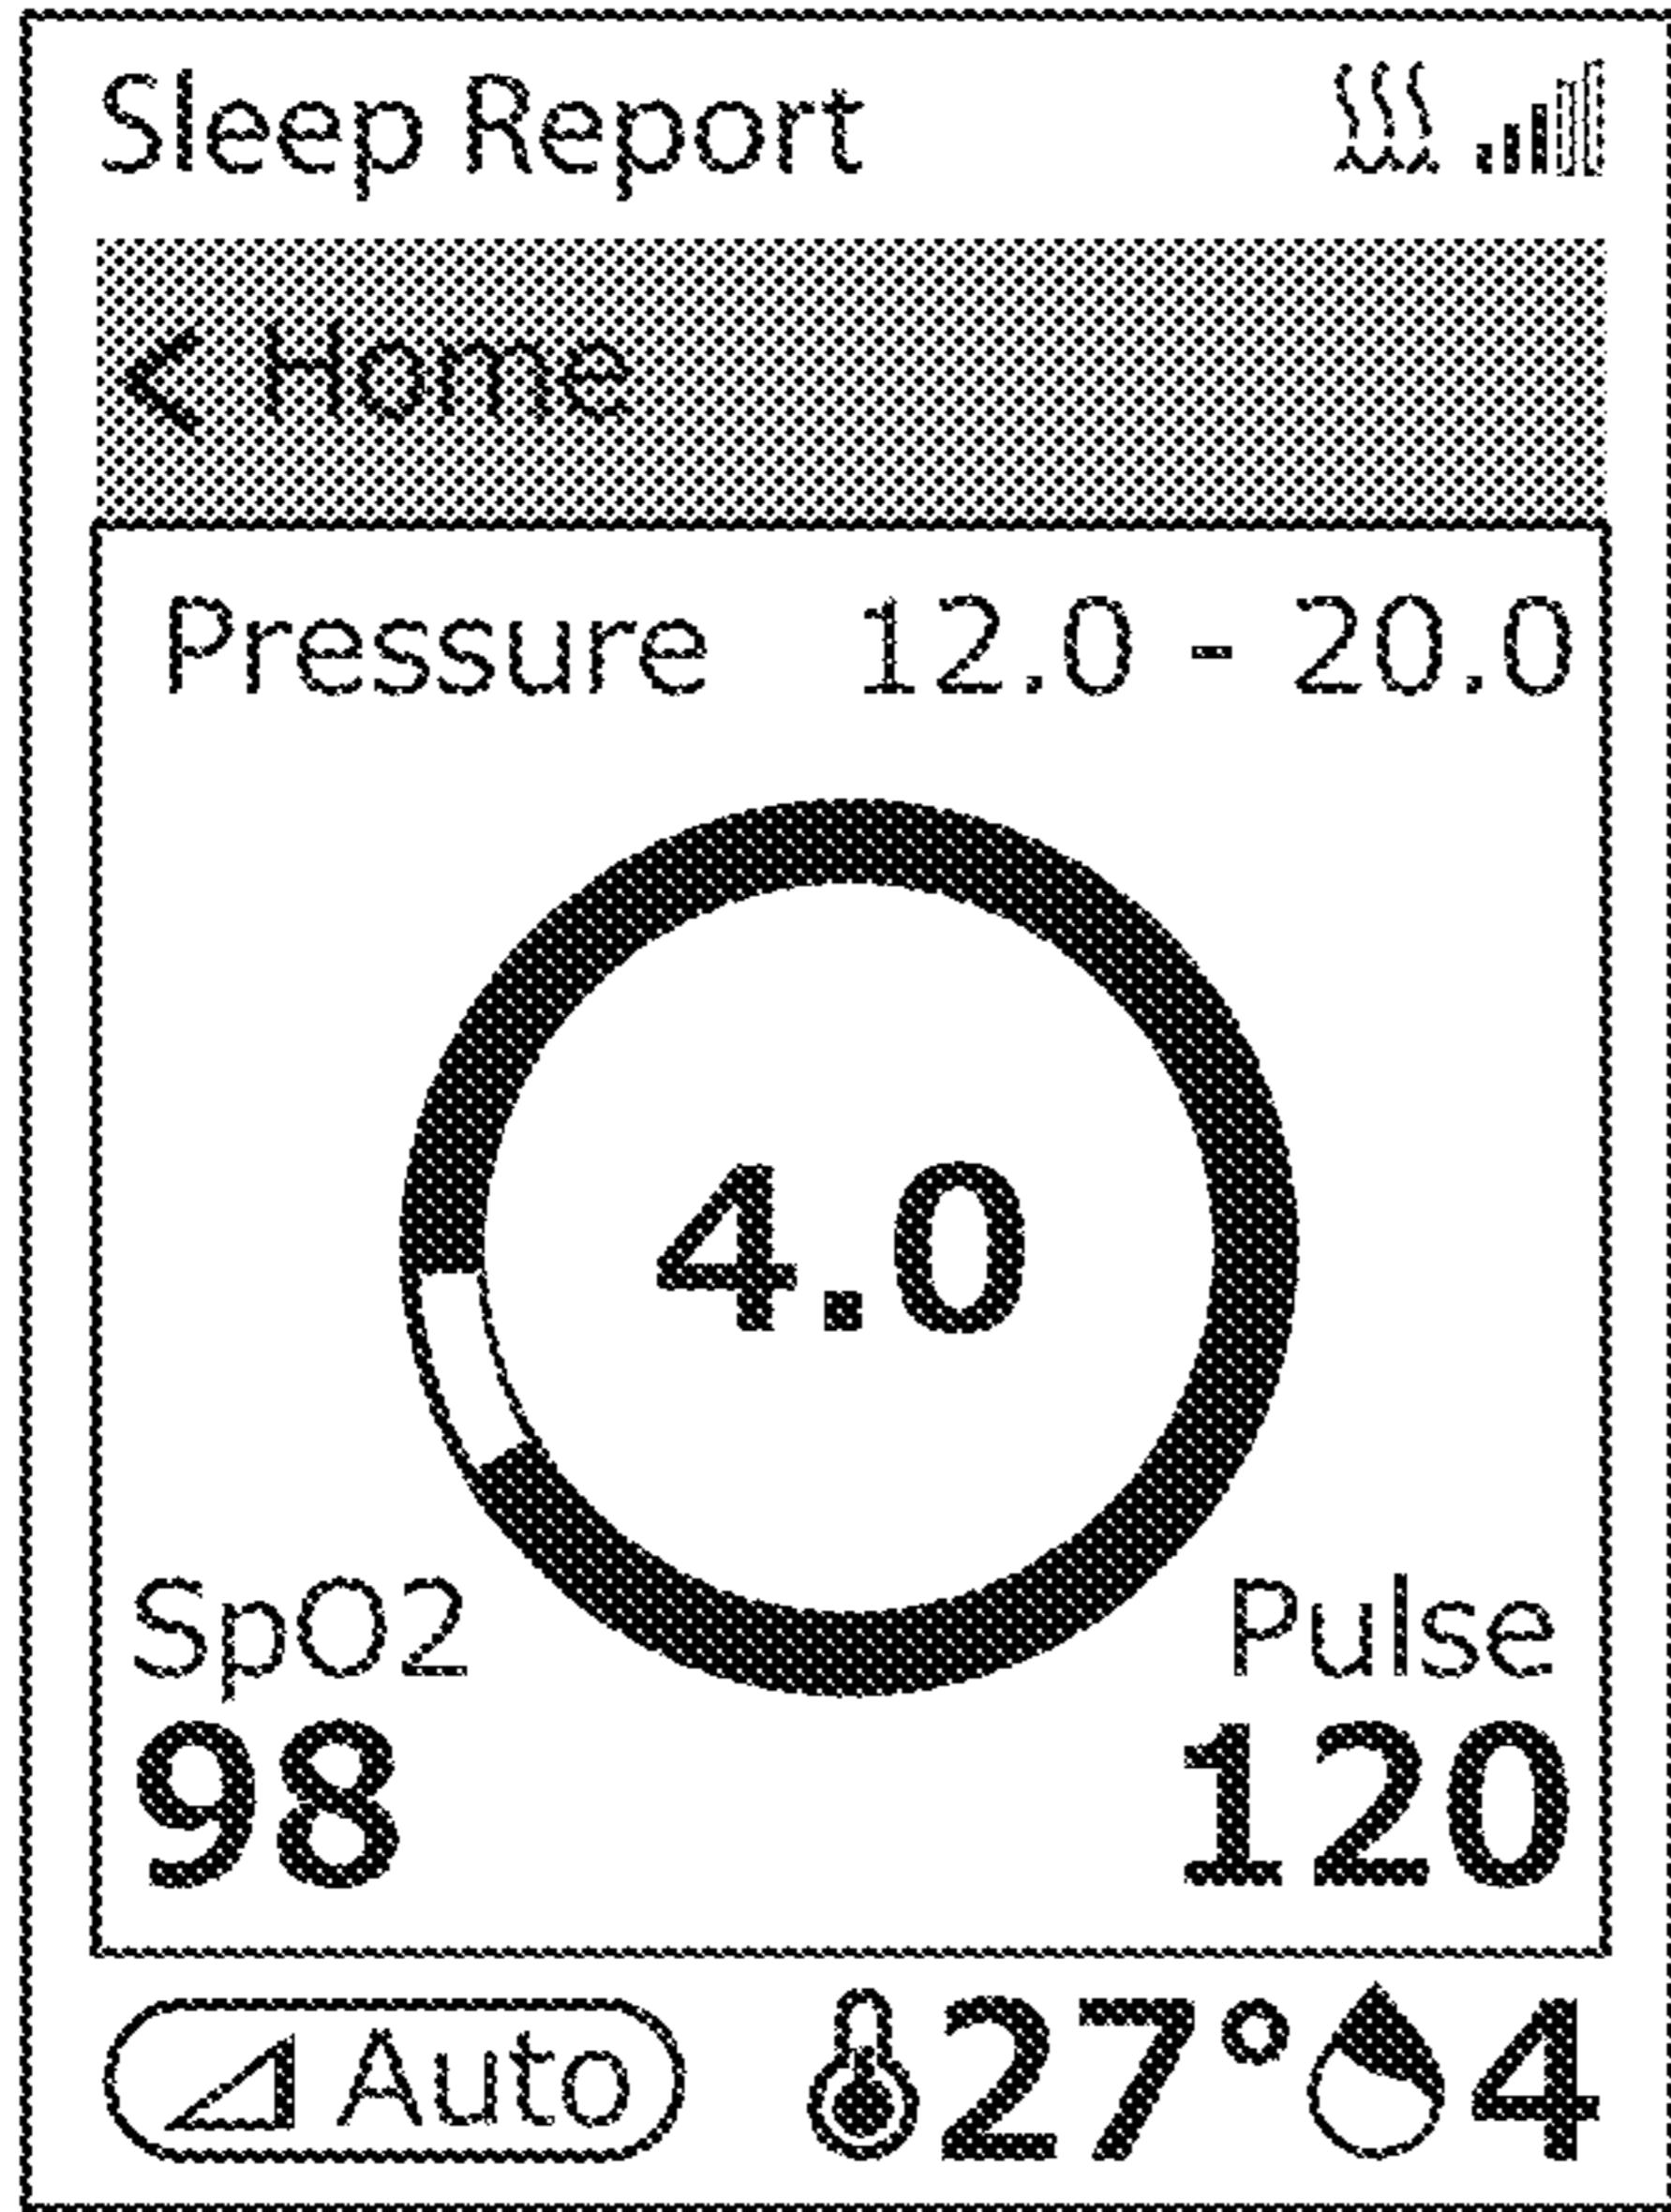 Sleep Report
< Home
Pressure 12.0 - 20.0
4.0
SpO2 Pulse
98 120
Auto 27° 4